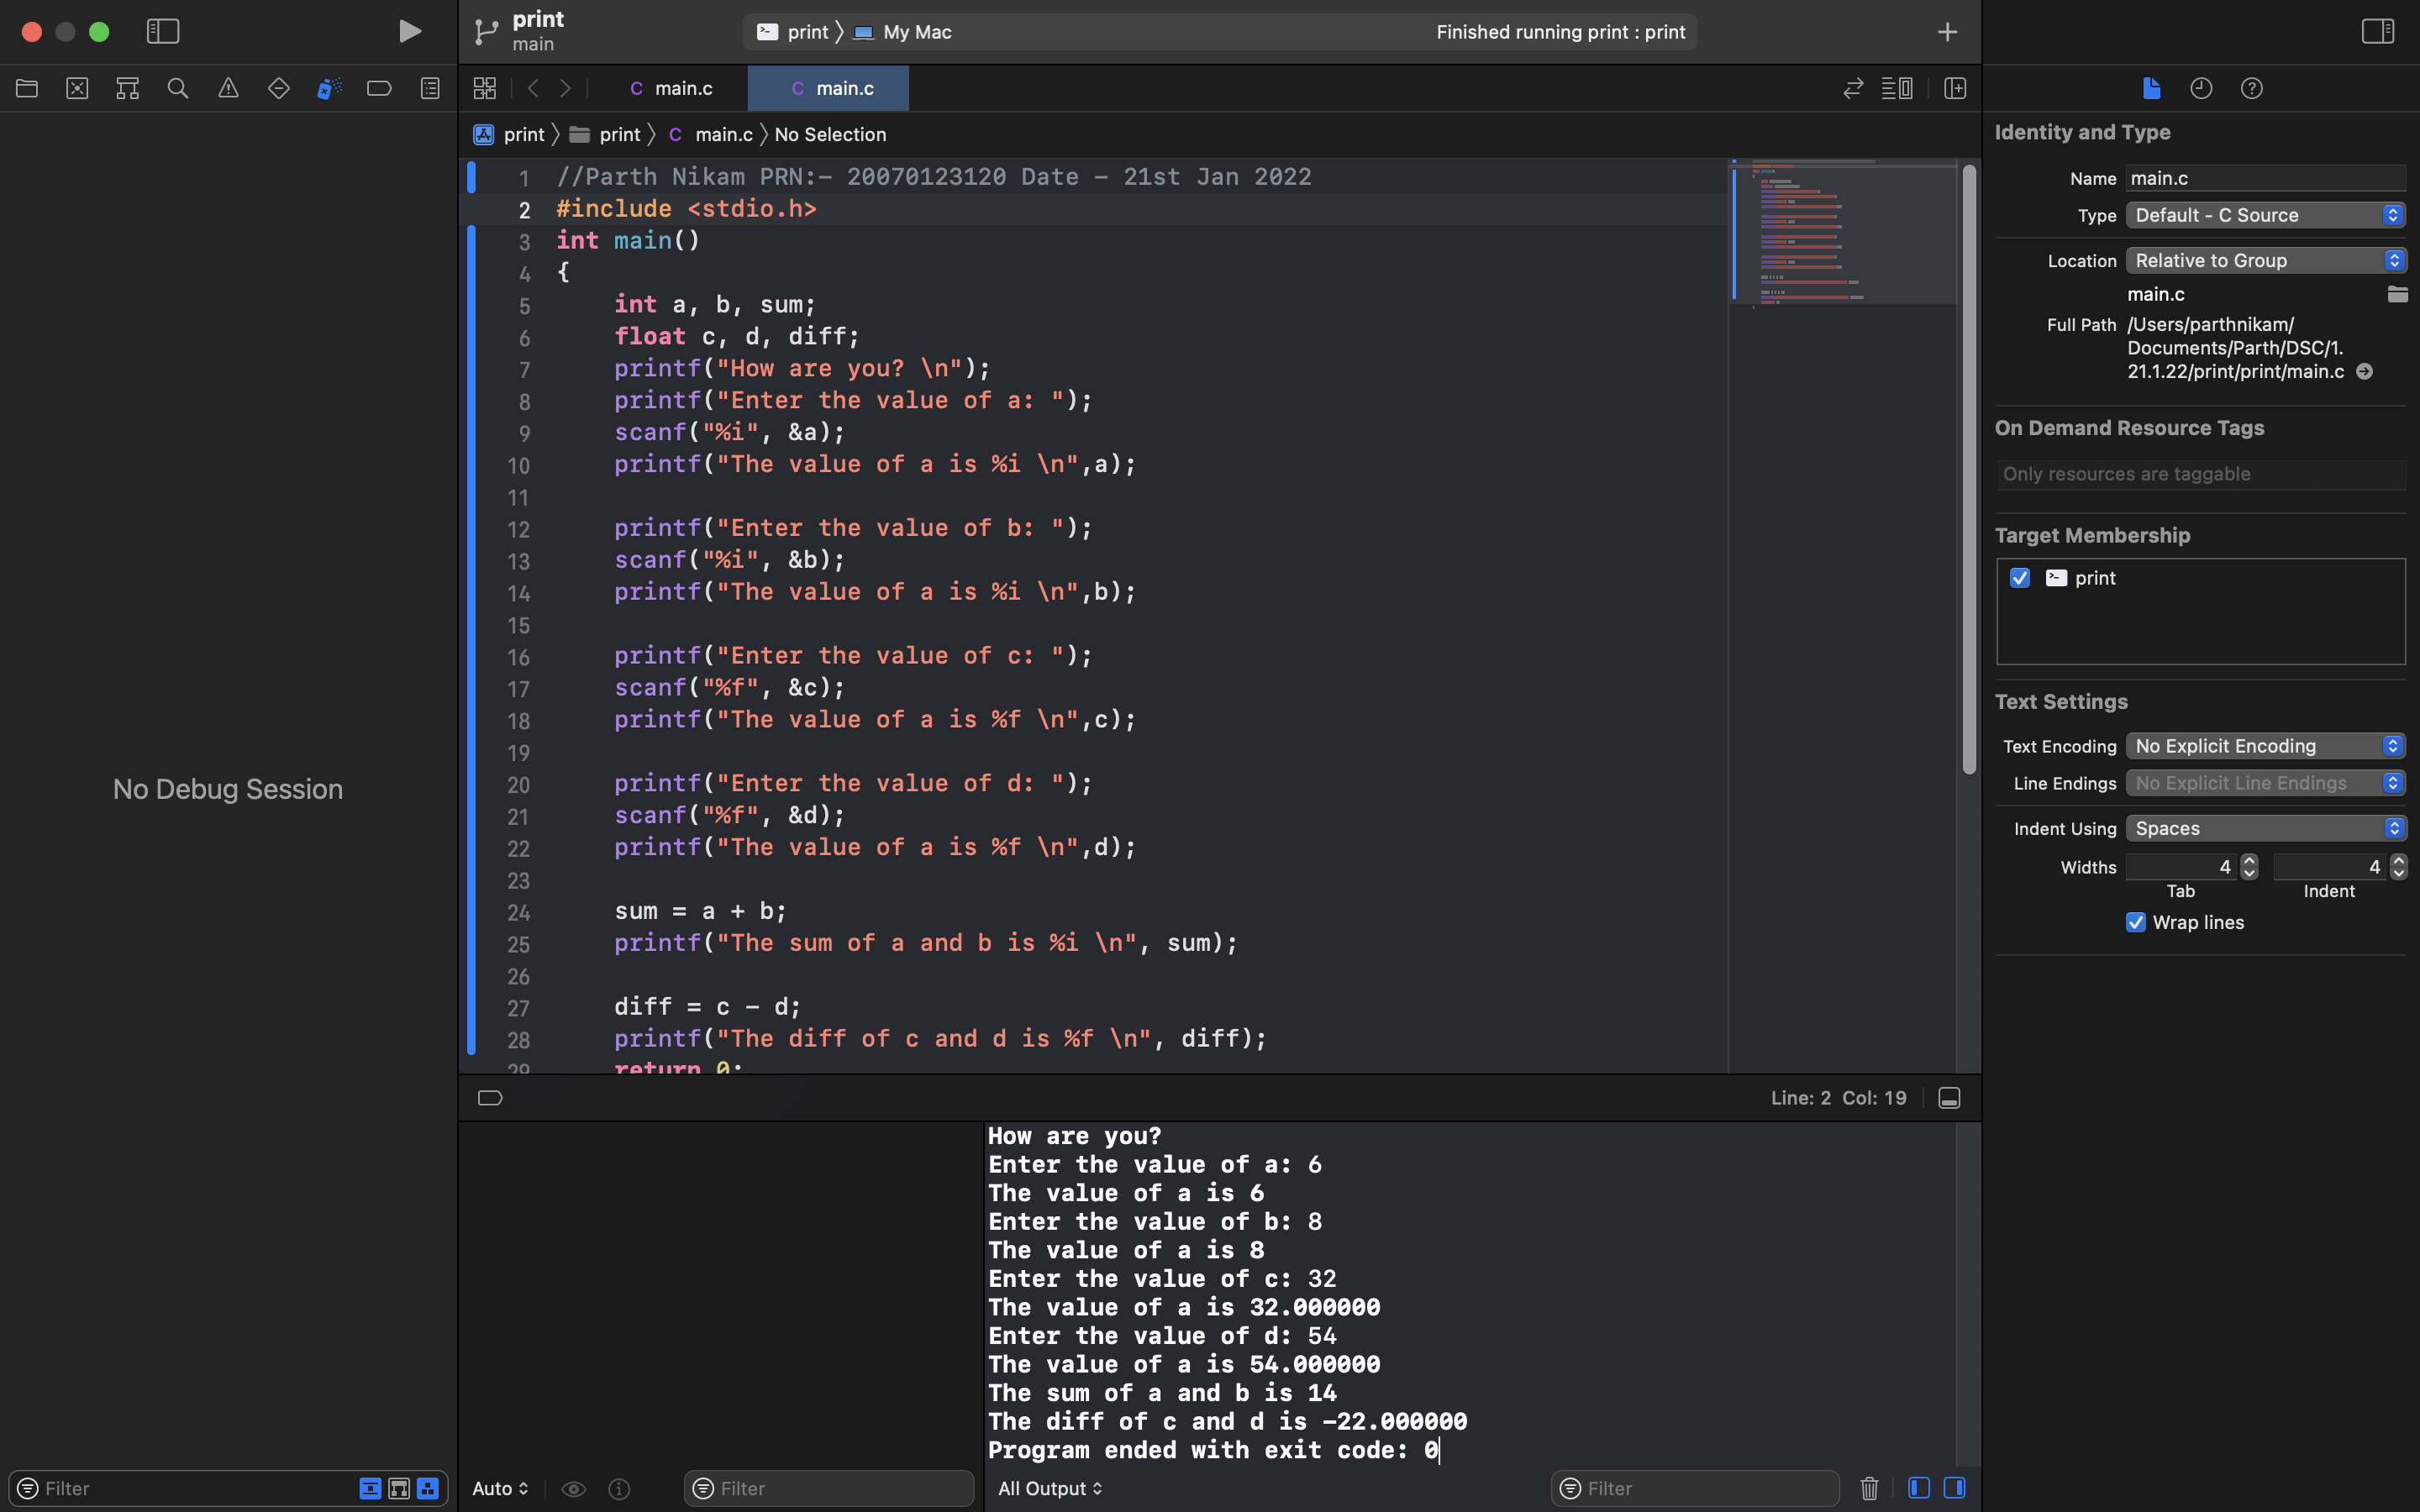 print
main
print
My Mac
Finished running print : print
C main.c
C main.c
print
print
C main.c
No Selection
1 //Parth Nikam PRN:- 20070123120 Date - 21st Jan 2022
2 #include <stdio.h>
3 int main()
4 {
5     int a, b, sum;
6     float c, d, diff;
7     printf("How are you? \n");
8     printf("Enter the value of a: ");
9     scanf("%i", &a);
10     printf("The value of a is %i \n",a);
11
12     printf("Enter the value of b: ");
13     scanf("%i", &b);
14     printf("The value of a is %i \n",b);
15
16     printf("Enter the value of c: ");
17     scanf("%f", &c);
18     printf("The value of a is %f \n",c);
19
20     printf("Enter the value of d: ");
21     scanf("%f", &d);
22     printf("The value of a is %f \n",d);
23
24     sum = a + b;
25     printf("The sum of a and b is %i \n", sum);
26
27     diff = c - d;
28     printf("The diff of c and d is %f \n", diff);
29     return 0;
Line: 2 Col: 19
No Debug Session
How are you?
Enter the value of a: 6
The value of a is 6
Enter the value of b: 8
The value of a is 8
Enter the value of c: 32
The value of a is 32.000000
Enter the value of d: 54
The value of a is 54.000000
The sum of a and b is 14
The diff of c and d is -22.000000
Program ended with exit code: 0
Filter
Auto
Filter
All Output
Filter
Identity and Type
Name main.c
Type Default - C Source
Location Relative to Group
main.c
Full Path /Users/parthnikam/
Documents/Parth/DSC/1.
21.1.22/print/print/main.c
On Demand Resource Tags
Only resources are taggable
Target Membership
print
Text Settings
Text Encoding No Explicit Encoding
Line Endings No Explicit Line Endings
Indent Using Spaces
Widths 4 4
Tab Indent
Wrap lines